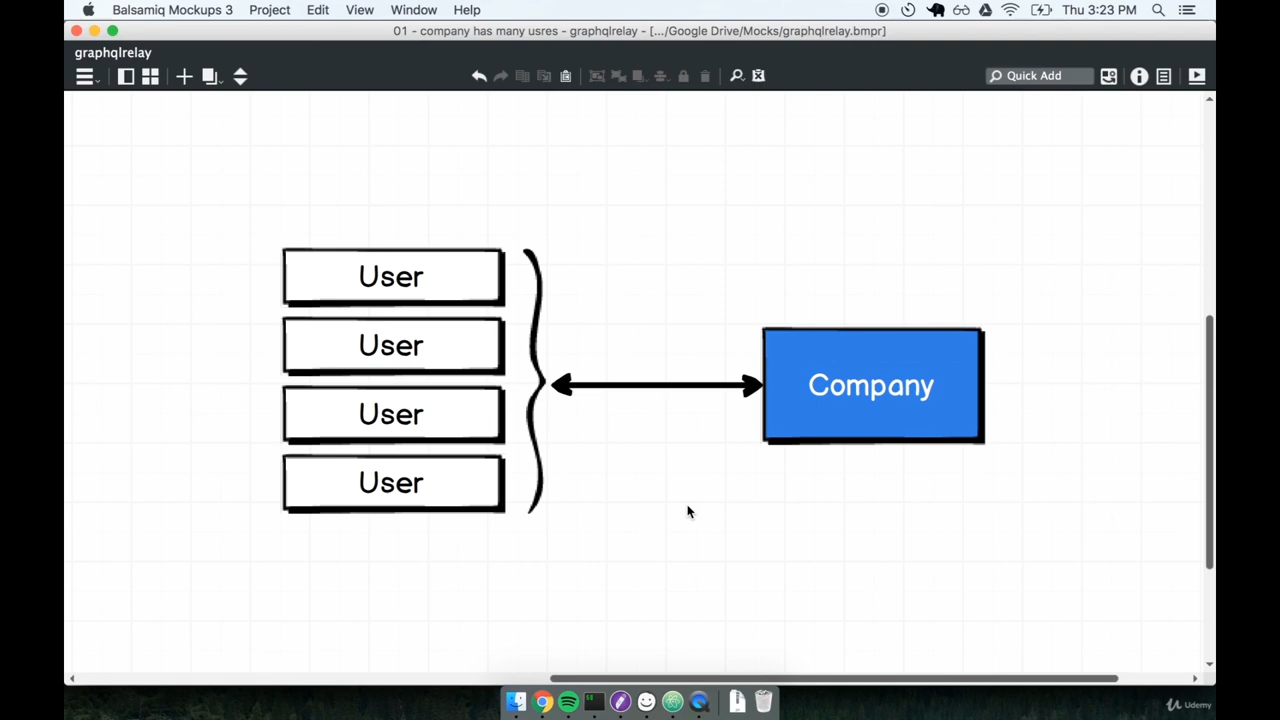 Balsamiq Mockups 3 Project Edit View Window Help Thu 3:23 PM
01 - company has many usres - graphqlrelay - [.../Google Drive/Mocks/graphqlrelay.bmpr]
graphqlrelay
Quick Add
User
User
Company
User
User
Udemy